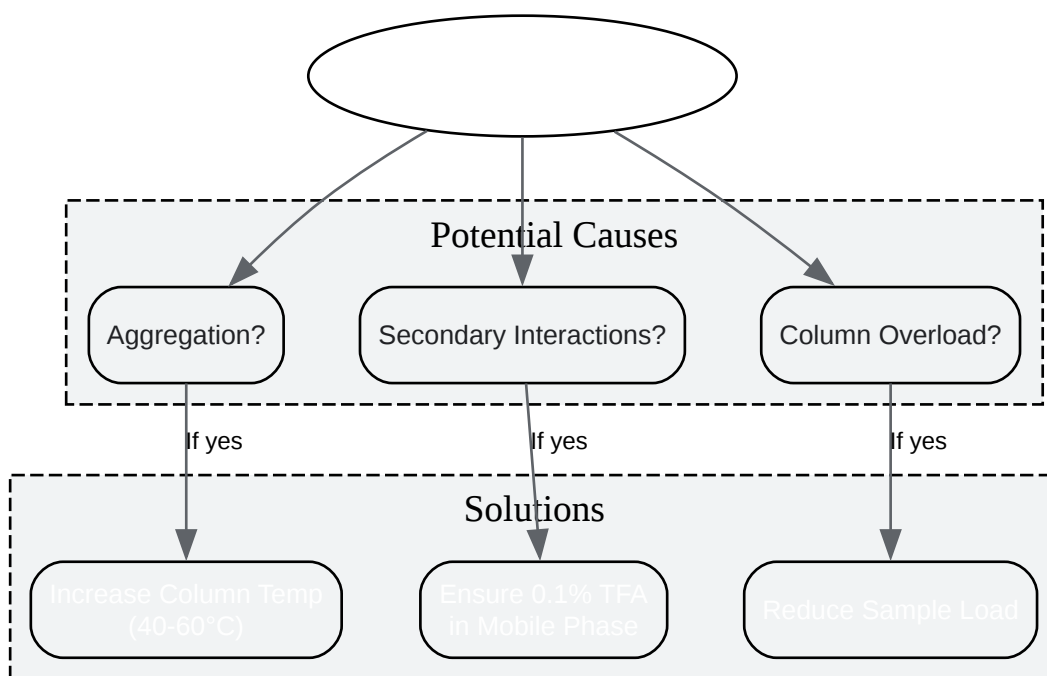 Potential Causes
Aggregation?
Secondary Interactions?
Column Overload?
If yes
If yes
If yes
Solutions
Increase Column Temp
(40-60°C)
Ensure 0.1% TFA
in Mobile Phase
Reduce Sample Load